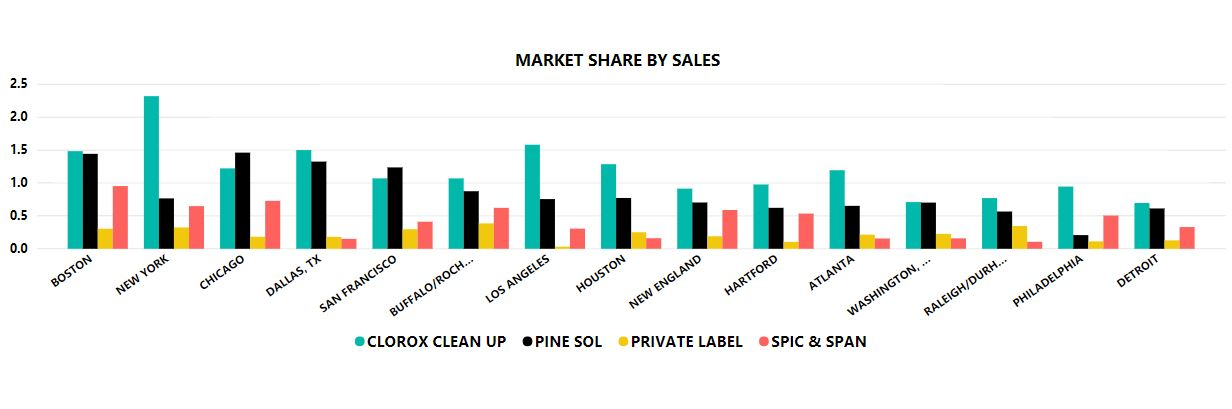 MARKET SHARE BY SALES
2.5
2.0
1.5
1.0
0.5
0.0
BOSTON
NEW YORK
CHICAGO
DALLAS, TX
SAN FRANCISCO
BUFFALO/ROCH...
LOS ANGELES
HOUSTON
NEW ENGLAND
HARTFORD
ATLANTA
WASHINGTON, ...
RALEIGH/DURH...
PHILADELPHIA
DETROIT
CLOROX CLEAN UP PINE SOL PRIVATE LABEL SPIC & SPAN